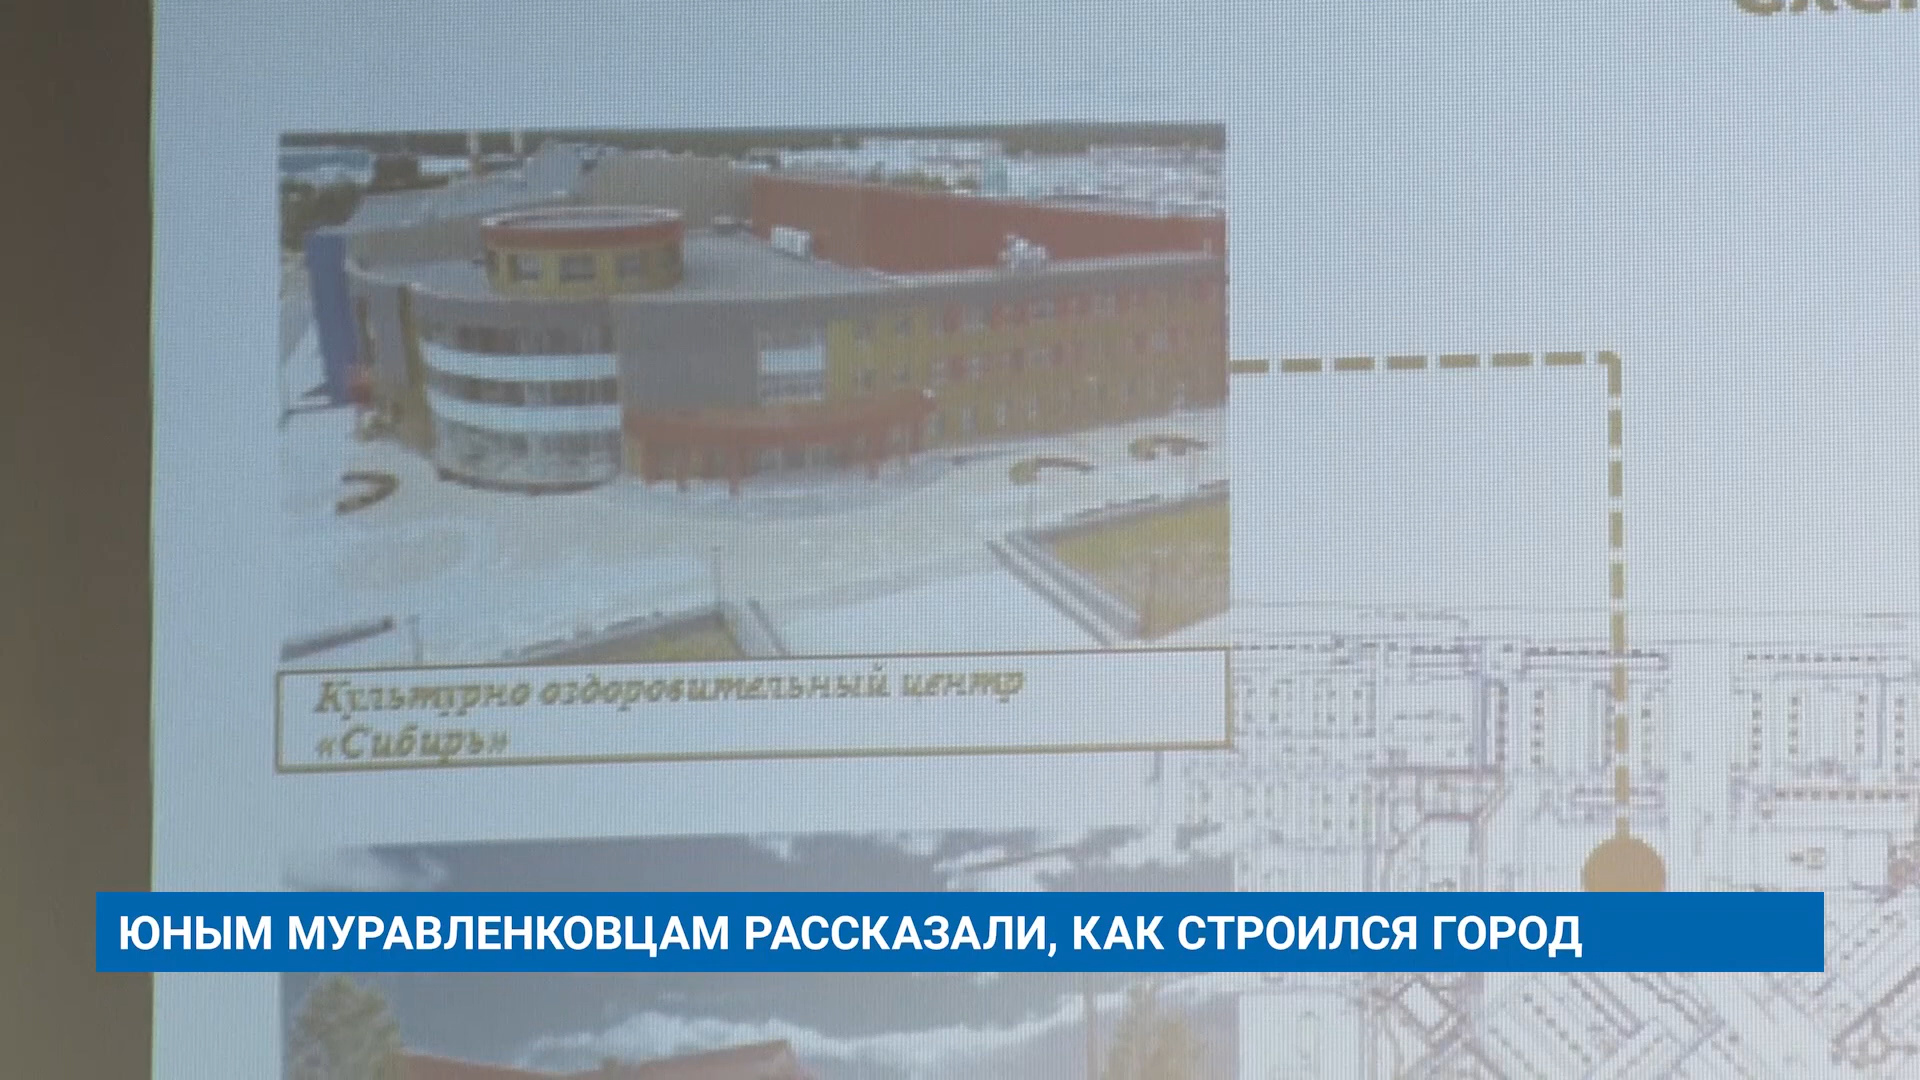 Культурно оздоровительный центр
«Сибирь»
ЮНЫМ МУРАВЛЕНКОВЦАМ РАССКАЗАЛИ, КАК СТРОИЛСЯ ГОРОД